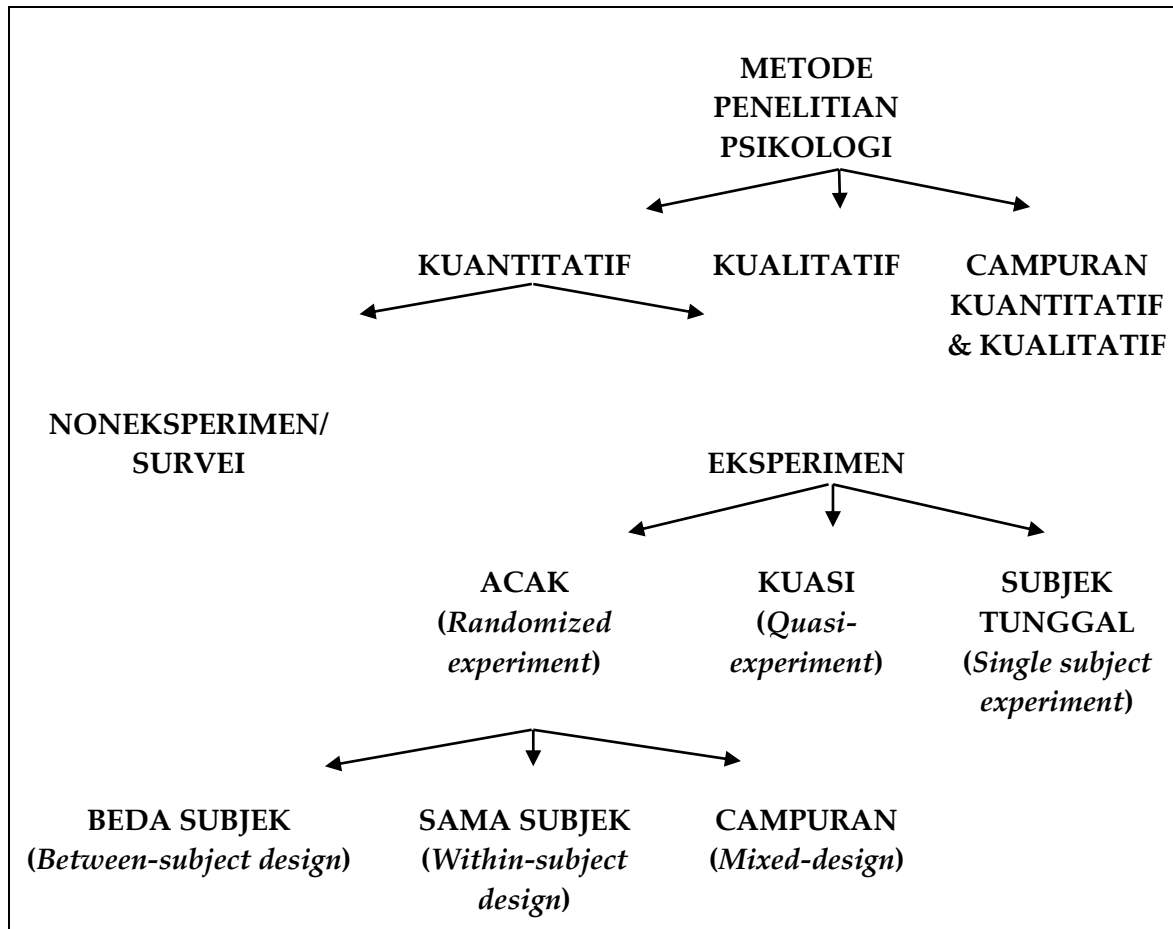 METODE
PENELITIAN
PSIKOLOGI
KUANTITATIF
KUALITATIF
CAMPURAN
KUANTITATIF
& KUALITATIF
NONEKSPERIMEN/
SURVEI
EKSPERIMEN
ACAK
(Randomized
experiment)
KUASI
(Quasi-
experiment)
SUBJEK
TUNGGAL
(Single subject
experiment)
BEDA SUBJEK
(Between-subject design)
SAMA SUBJEK
(Within-subject
design)
CAMPURAN
(Mixed-design)